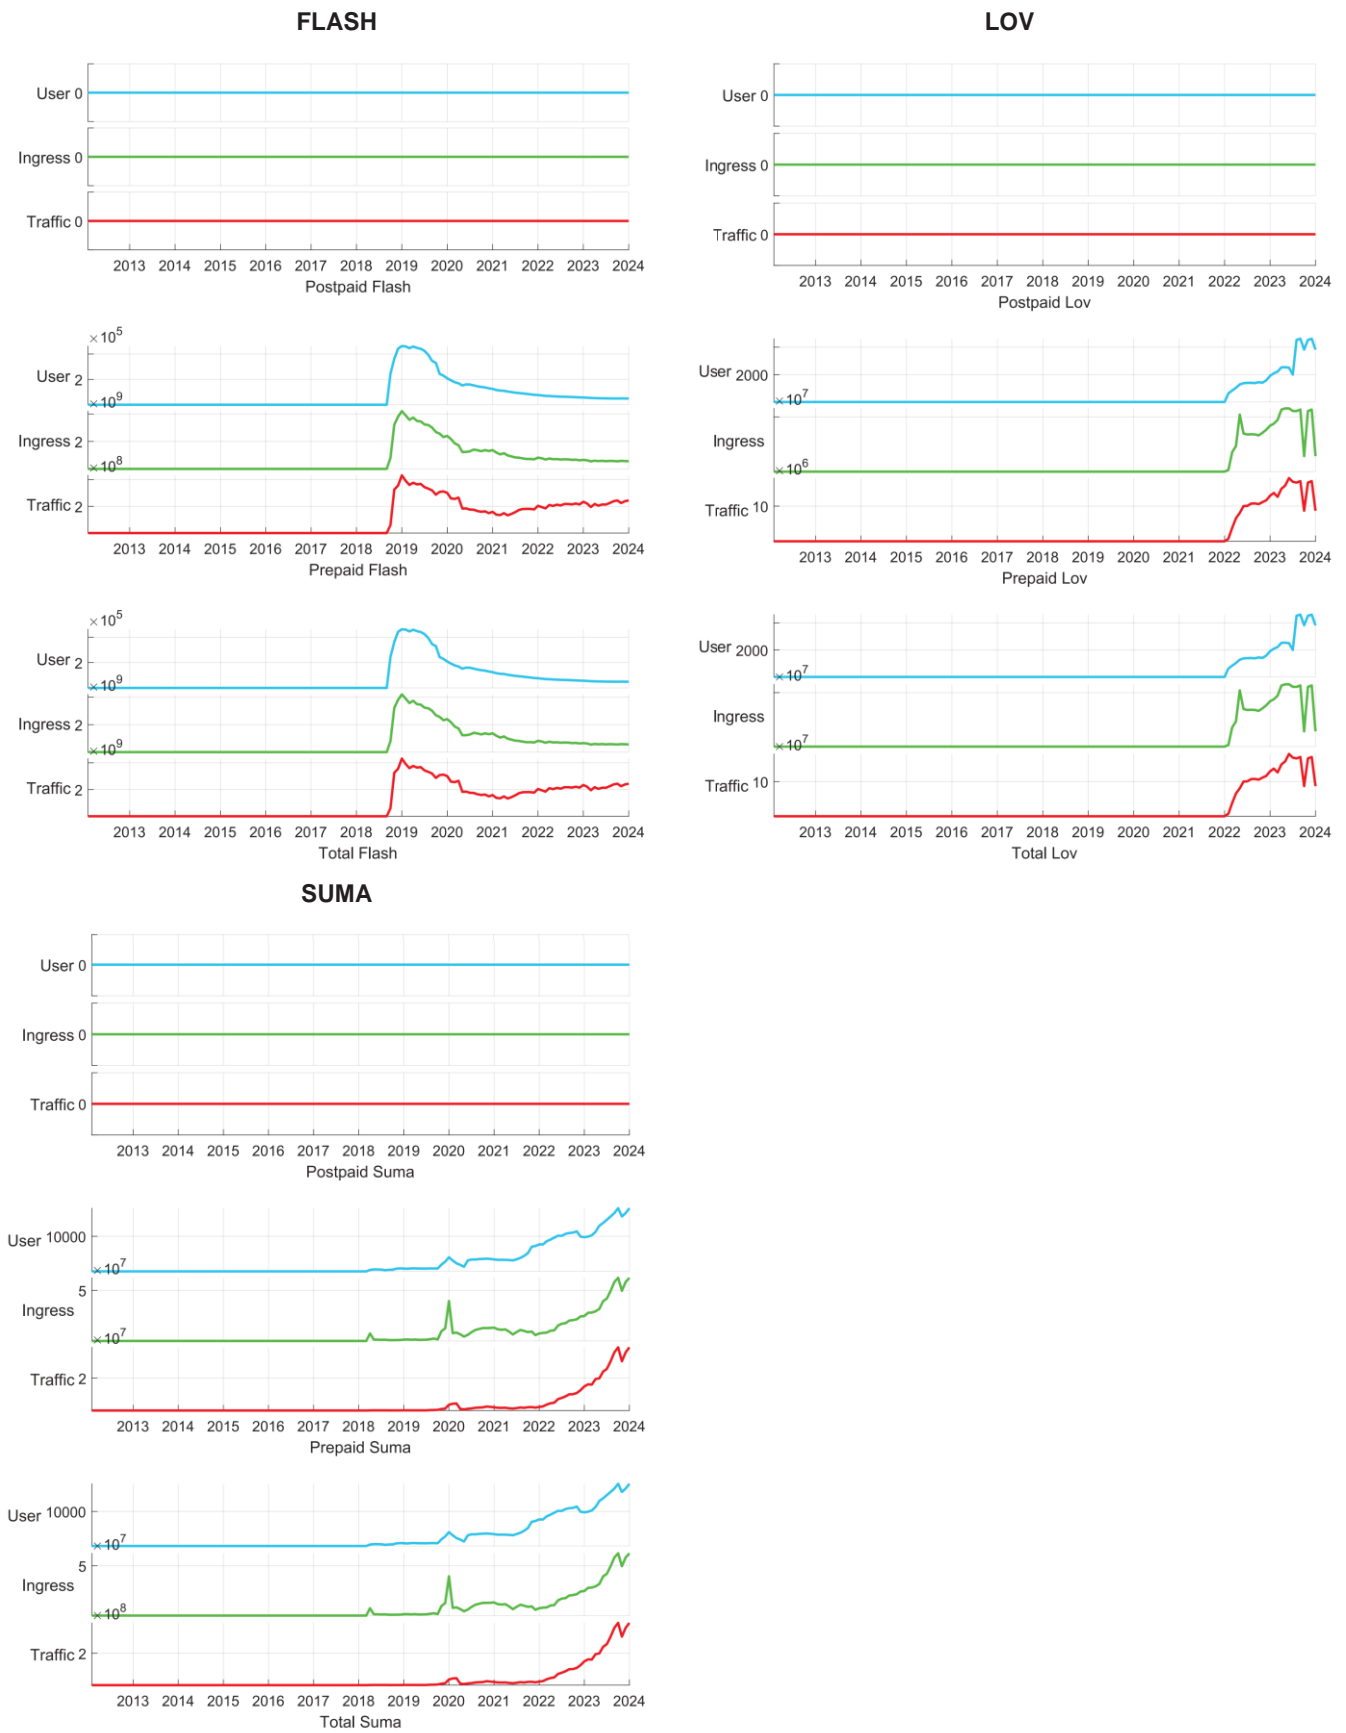 FLASH
User 0
Ingress 0
Traffic 0
2013 2014 2015 2016 2017 2018 2019 2020 2021 2022 2023 2024
Postpaid Flash
×10^5
User 2
×10^9
Ingress 2
×10^8
Traffic 2
2013 2014 2015 2016 2017 2018 2019 2020 2021 2022 2023 2024
Prepaid Flash
×10^5
User 2
×10^9
Ingress 2
×10^9
Traffic 2
2013 2014 2015 2016 2017 2018 2019 2020 2021 2022 2023 2024
Total Flash
LOV
User 0
Ingress 0
Traffic 0
2013 2014 2015 2016 2017 2018 2019 2020 2021 2022 2023 2024
Postpaid Lov
User 2000
×10^7
Ingress
×10^6
Traffic 10
2013 2014 2015 2016 2017 2018 2019 2020 2021 2022 2023 2024
Prepaid Lov
User 2000
×10^7
Ingress
×10^7
Traffic 10
2013 2014 2015 2016 2017 2018 2019 2020 2021 2022 2023 2024
Total Lov
SUMA
User 0
Ingress 0
Traffic 0
2013 2014 2015 2016 2017 2018 2019 2020 2021 2022 2023 2024
Postpaid Suma
User 10000
×10^7
5
Ingress
×10^7
Traffic 2
2013 2014 2015 2016 2017 2018 2019 2020 2021 2022 2023 2024
Prepaid Suma
User 10000
×10^7
5
Ingress
×10^8
Traffic 2
2013 2014 2015 2016 2017 2018 2019 2020 2021 2022 2023 2024
Total Suma